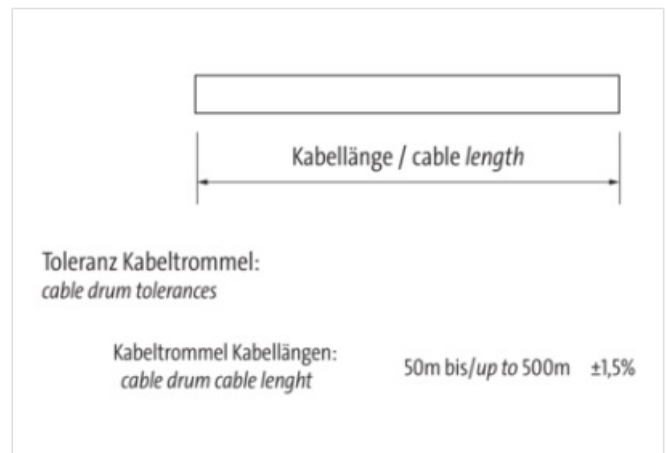 Kabellänge / cable length
Toleranz Kabeltrommel:
cable drum tolerances
Kabeltrommel Kabellängen:
cable drum cable lenght
50m bis/up to 500m ±1,5%